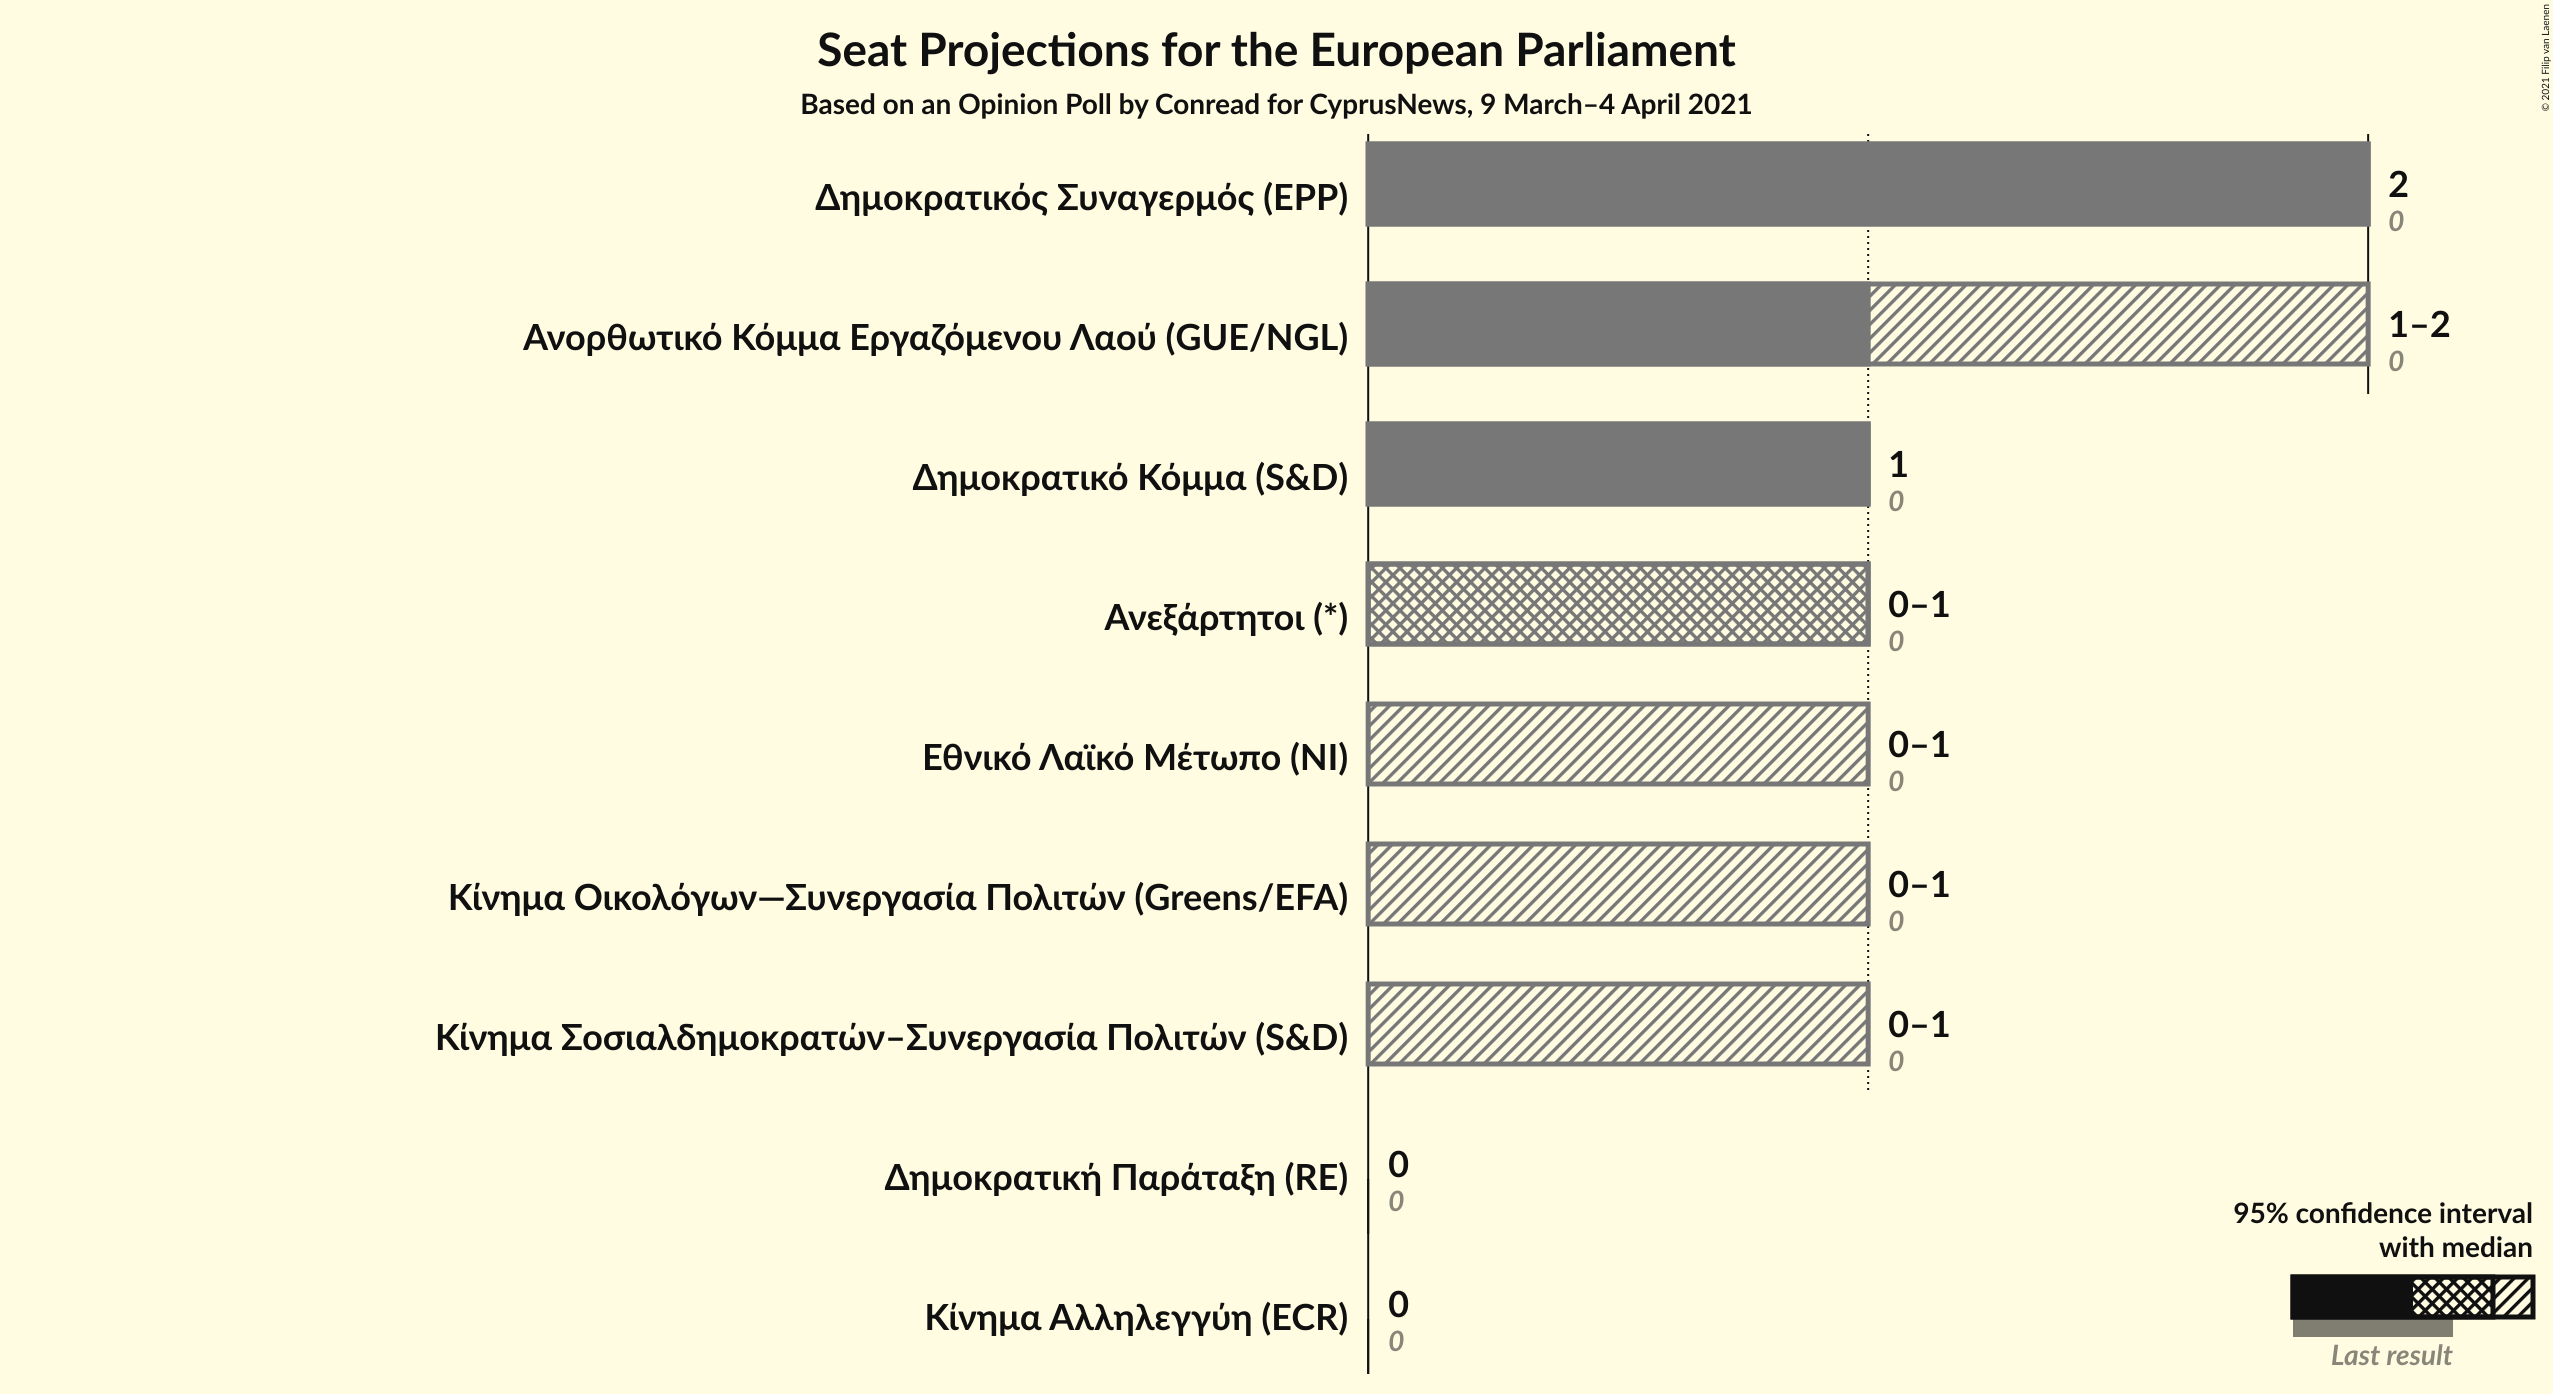 Seat Projections for the European Parliament
Based on an Opinion Poll by Conread for CyprusNews, 9 March–4 April 2021
© 2021 Filip van Laenen
Δημοκρατικός Συναγερμός (EPP)
2
0
Ανορθωτικό Κόμμα Εργαζόμενου Λαού (GUE/NGL)
1–2
0
Δημοκρατικό Κόμμα (S&D)
1
0
Ανεξάρτητοι (*)
0–1
0
Εθνικό Λαϊκό Μέτωπο (NI)
0–1
0
Κίνημα Οικολόγων—Συνεργασία Πολιτών (Greens/EFA)
0–1
0
Κίνημα Σοσιαλδημοκρατών–Συνεργασία Πολιτών (S&D)
0–1
0
Δημοκρατική Παράταξη (RE)
0
0
Κίνημα Αλληλεγγύη (ECR)
0
0
95% confidence interval
with median
Last result